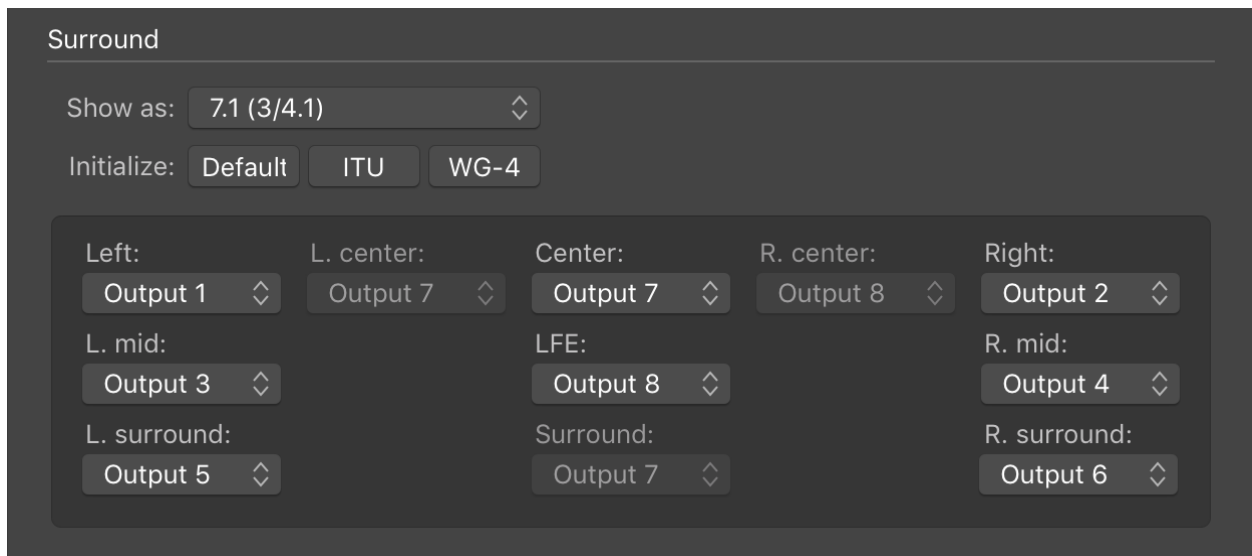 Surround
Show as: 7.1 (3/4.1)
Initialize: Default ITU WG-4
Left: L. center: Center: R. center: Right:
Output 1 Output 7 Output 7 Output 8 Output 2
L. mid: LFE: R. mid:
Output 3 Output 8 Output 4
L. surround: Surround: R. surround:
Output 5 Output 7 Output 6